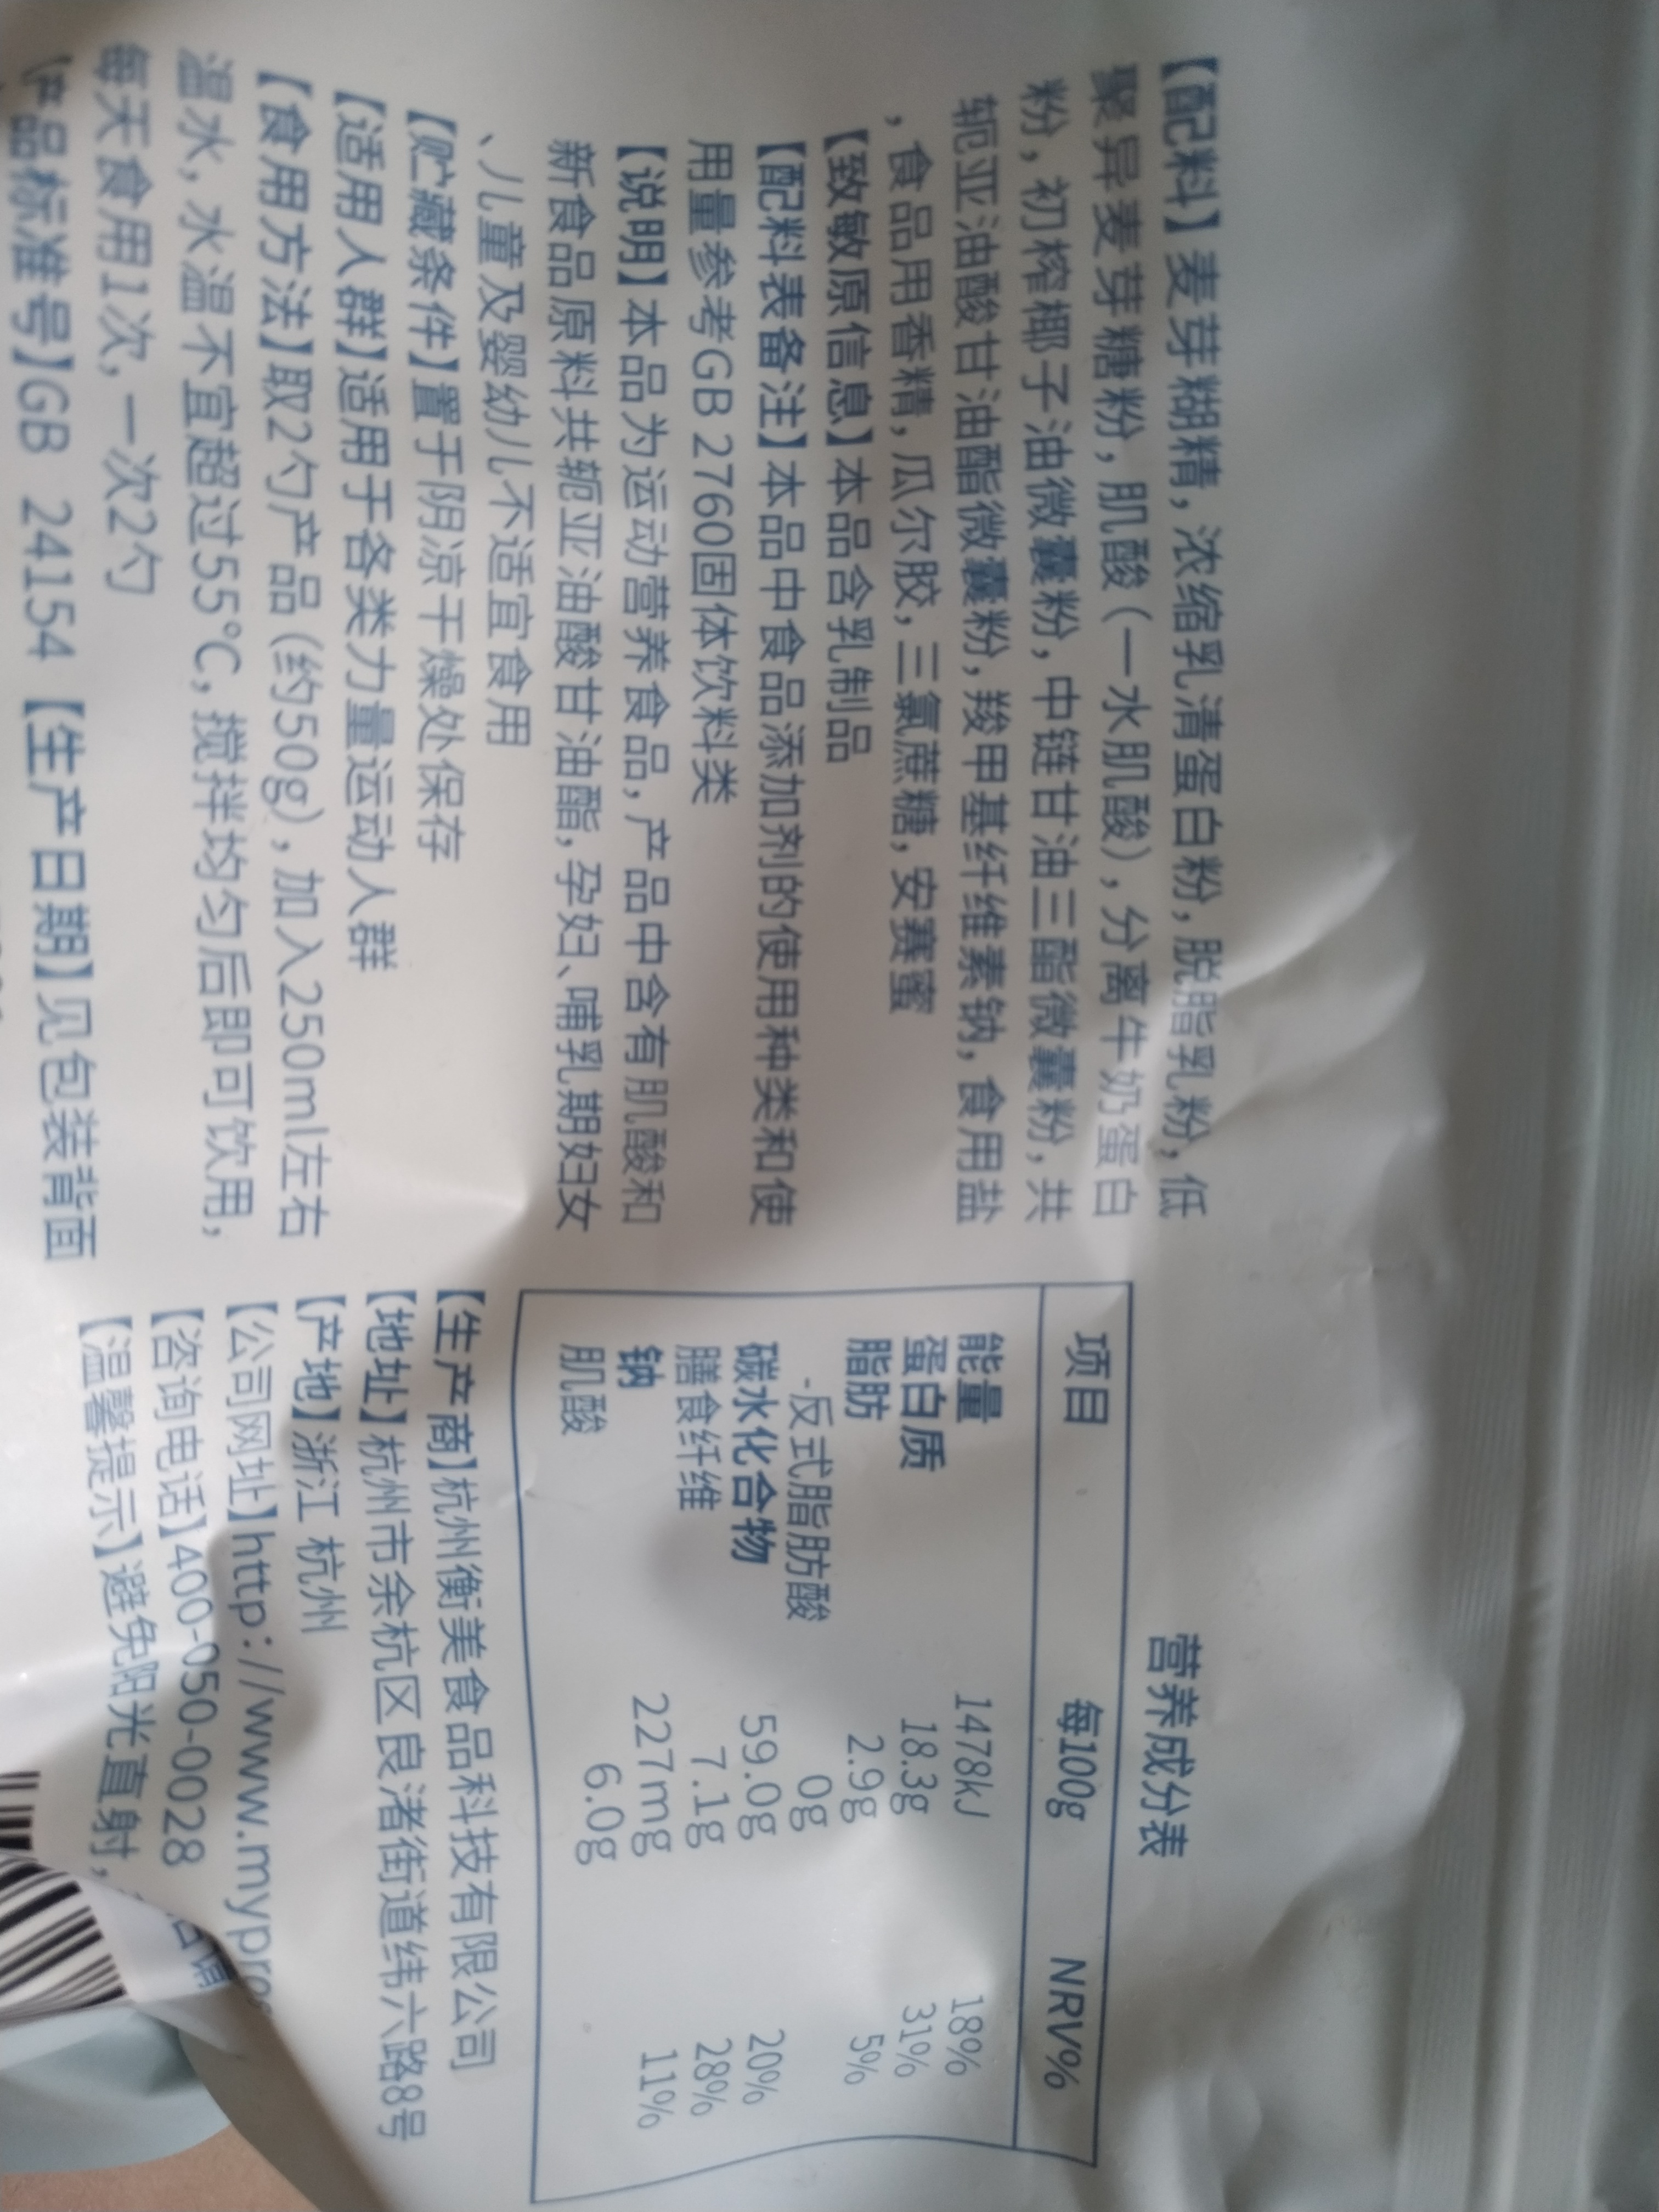 【配料】麦芽糊精，浓缩乳清蛋白粉，脱脂乳粉，低
聚异麦芽糖粉，肌酸（一水肌酸），分离牛奶蛋白
粉，初榨椰子油微囊粉，中链甘油三酯微囊粉，共
轭亚油酸甘油酯微囊粉，羧甲基纤维素钠，食用盐
，食品用香精，瓜尔胶，三氯蔗糖，安赛蜜
【致敏原信息】本品含乳制品
【配料表备注】本品中食品添加剂的使用种类和使
用量参考GB 2760固体饮料类
【说明】本品为运动营养食品，产品中含有肌酸和
新食品原料共轭亚油酸甘油酯，孕妇、哺乳期妇女
、儿童及婴幼儿不适宜食用
【贮藏条件】置于阴凉干燥处保存
【适用人群】适用于各类力量运动人群
【食用方法】取2勺产品（约50g），加入250ml左右
温水，水温不宜超过55℃，搅拌均匀后即可饮用，
每天食用1次，一次2勺
【产品标准号】GB 24154 【生产日期】见包装背面
营养成分表
项目 每100g NRV%
能量 1478kJ 18%
蛋白质 18.3g 31%
脂肪 2.9g 5%
-反式脂肪酸 0g
碳水化合物 59.0g 20%
膳食纤维 7.1g 28%
钠 227mg 11%
肌酸 6.0g
【生产商】杭州衡美食品科技有限公司
【地址】杭州市余杭区良渚街道纬六路8号
【产地】浙江 杭州
【公司网址】http://www.mypro
【咨询电话】400-050-0028
【温馨提示】避免阳光直射，